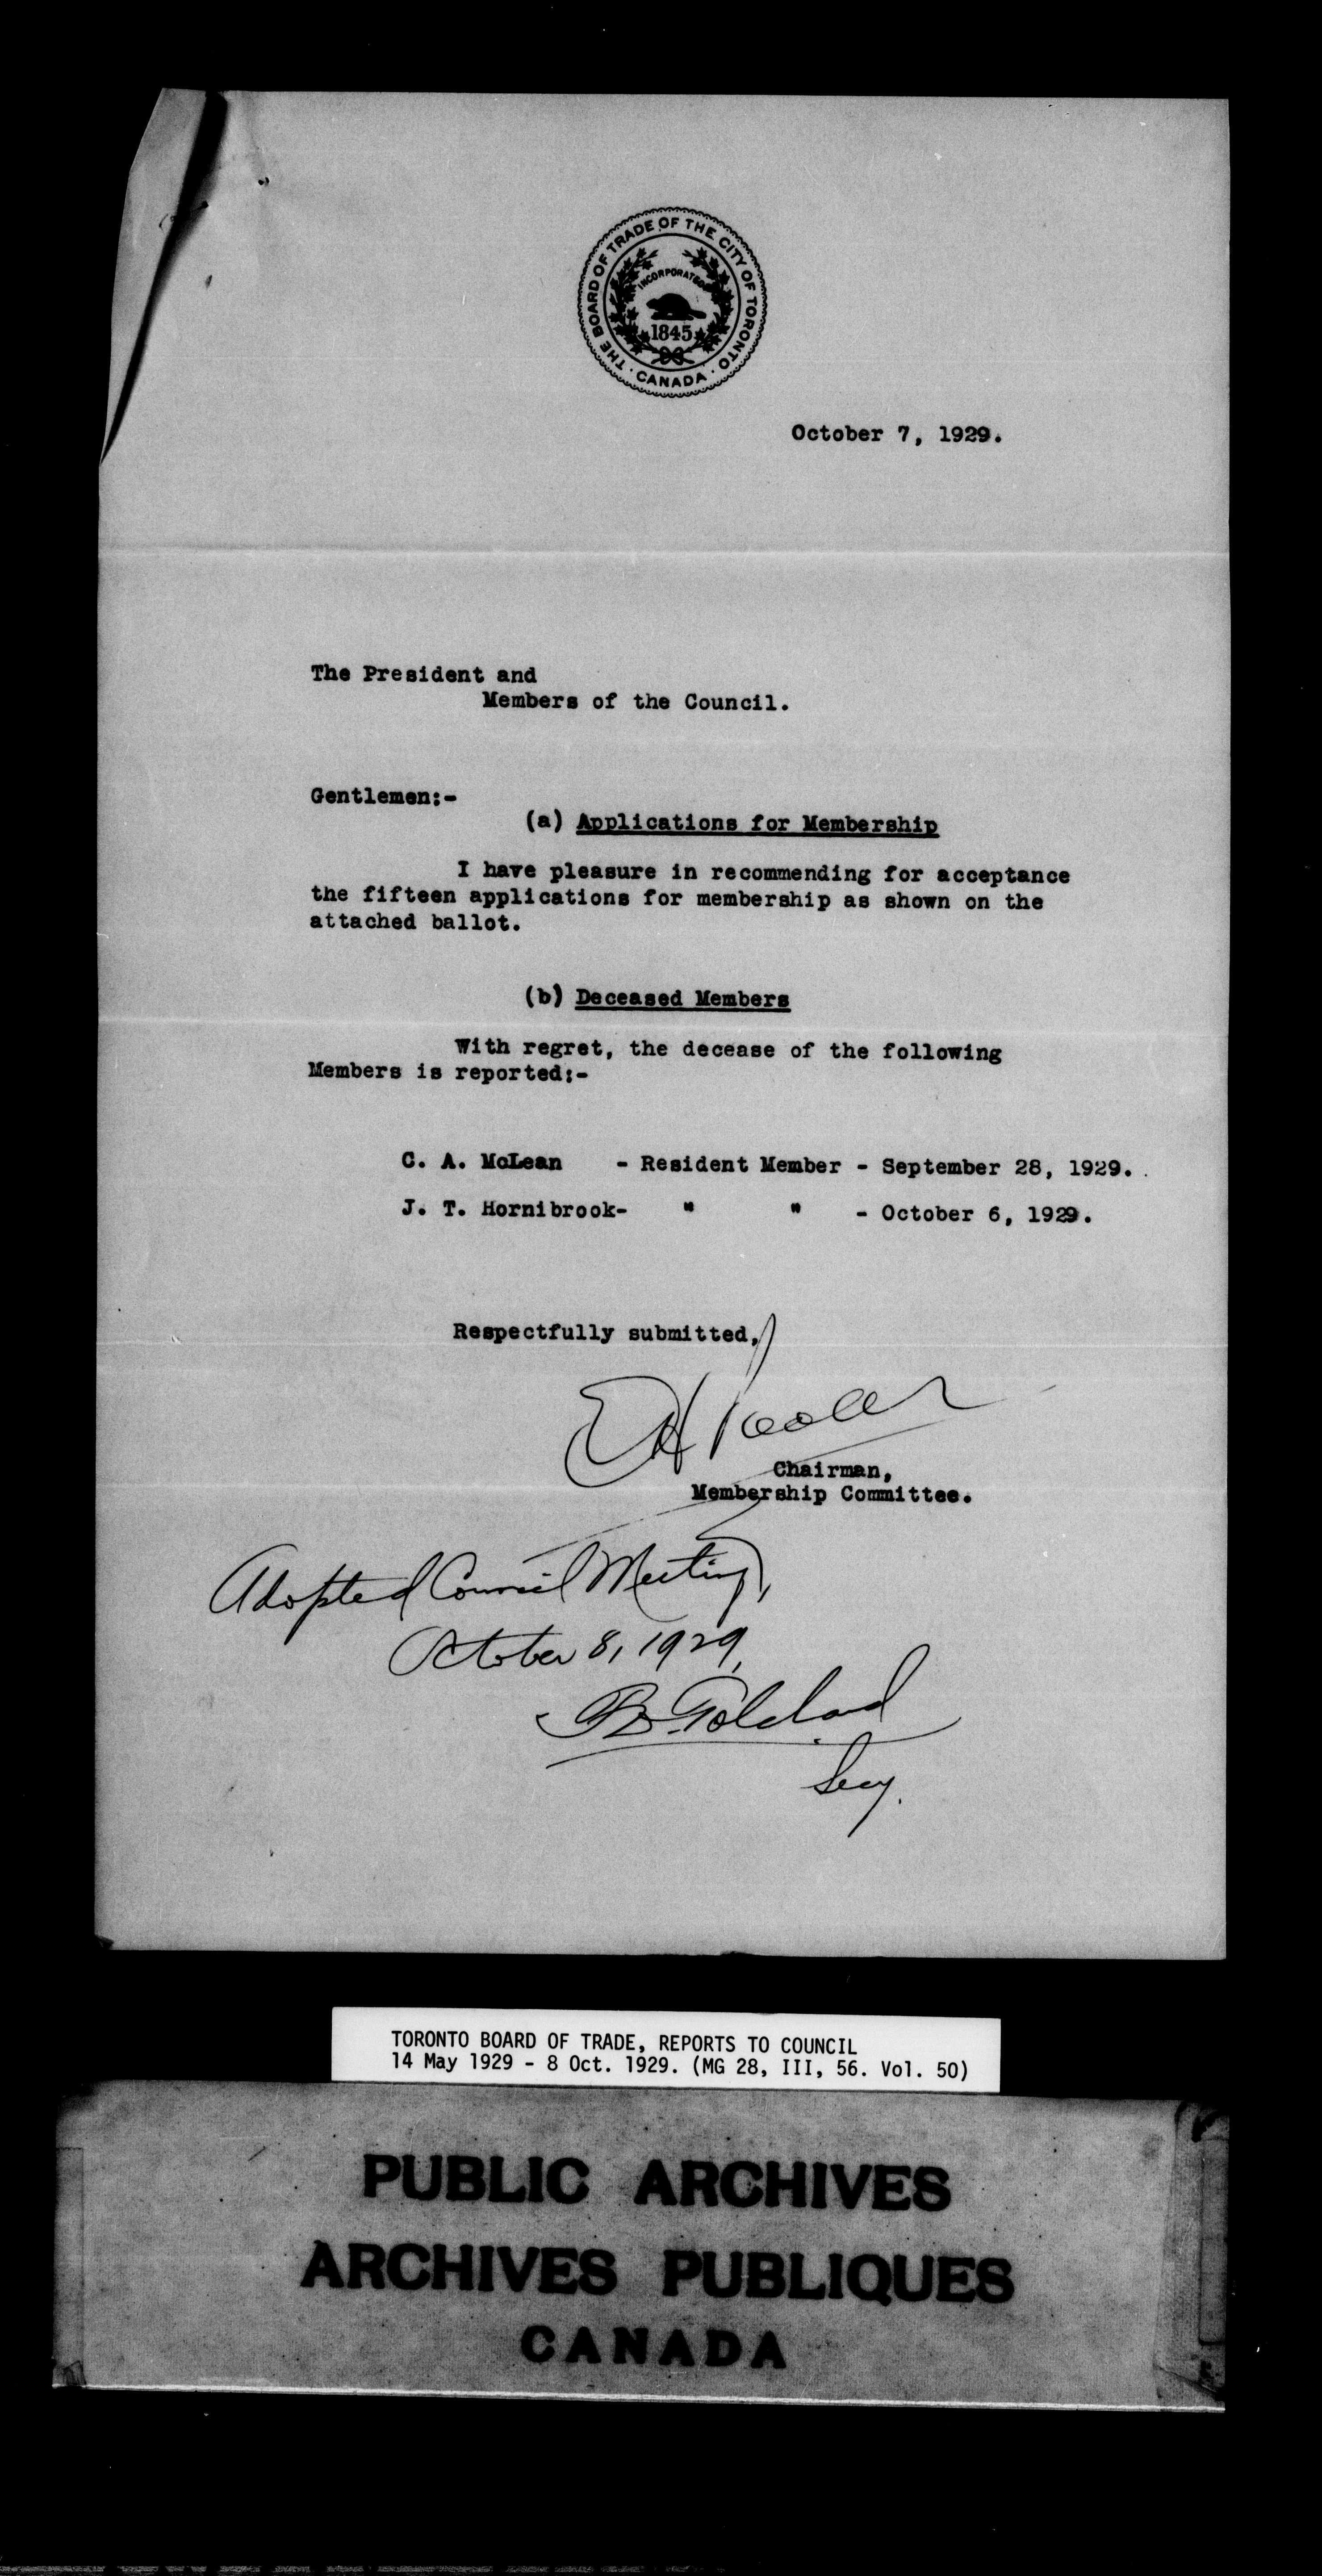 THE BOARD OF TRADE OF THE CITY OF TORONTO
· CANADA ·
INCORPORATED
1845
October 7, 1929.
The President and
Members of the Council.
Gentlemen:-
(a) Applications for Membership
I have pleasure in recommending for acceptance
the fifteen applications for membership as shown on the
attached ballot.
(b) Deceased Members
With regret, the decease of the following
Members is reported:-
C. A. McLean - Resident Member - September 28, 1929.
J. T. Hornibrook- " " - October 6, 1929.
Respectfully submitted,
Chairman,
Membership Committee.
Adopted Council Meeting,
October 8, 1929,
Secy.
TORONTO BOARD OF TRADE, REPORTS TO COUNCIL
14 May 1929 - 8 Oct. 1929. (MG 28, III, 56. Vol. 50)
PUBLIC ARCHIVES
ARCHIVES PUBLIQUES
CANADA